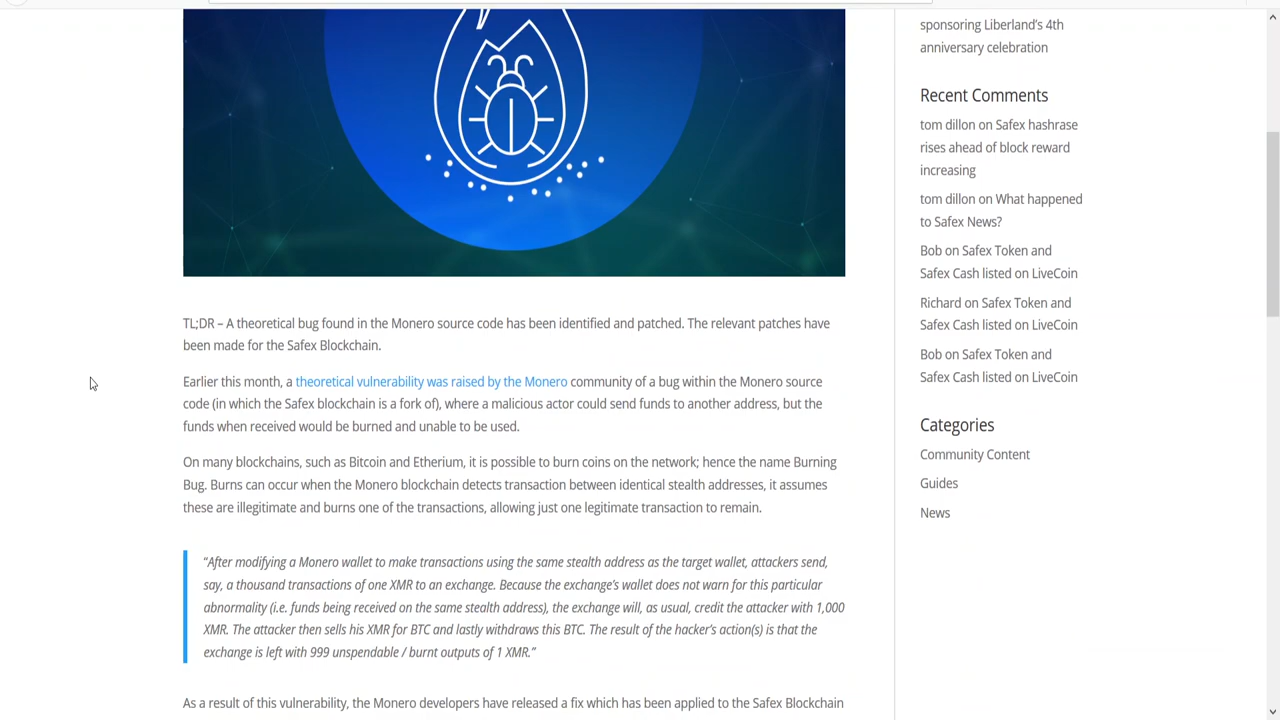 TL;DR – A theoretical bug found in the Monero source code has been identified and patched. The relevant patches have
been made for the Safex Blockchain.
Earlier this month, a theoretical vulnerability was raised by the Monero community of a bug within the Monero source
code (in which the Safex blockchain is a fork of), where a malicious actor could send funds to another address, but the
funds when received would be burned and unable to be used.
On many blockchains, such as Bitcoin and Etherium, it is possible to burn coins on the network; hence the name Burning
Bug. Burns can occur when the Monero blockchain detects transaction between identical stealth addresses, it assumes
these are illegitimate and burns one of the transactions, allowing just one legitimate transaction to remain.
“After modifying a Monero wallet to make transactions using the same stealth address as the target wallet, attackers send,
say, a thousand transactions of one XMR to an exchange. Because the exchange’s wallet does not warn for this particular
abnormality (i.e. funds being received on the same stealth address), the exchange will, as usual, credit the attacker with 1,000
XMR. The attacker then sells his XMR for BTC and lastly withdraws this BTC. The result of the hacker’s action(s) is that the
exchange is left with 999 unspendable / burnt outputs of 1 XMR.”
As a result of this vulnerability, the Monero developers have released a fix which has been applied to the Safex Blockchain
sponsoring Liberland’s 4th
anniversary celebration
Recent Comments
tom dillon on Safex hashrase
rises ahead of block reward
increasing
tom dillon on What happened
to Safex News?
Bob on Safex Token and
Safex Cash listed on LiveCoin
Richard on Safex Token and
Safex Cash listed on LiveCoin
Bob on Safex Token and
Safex Cash listed on LiveCoin
Categories
Community Content
Guides
News